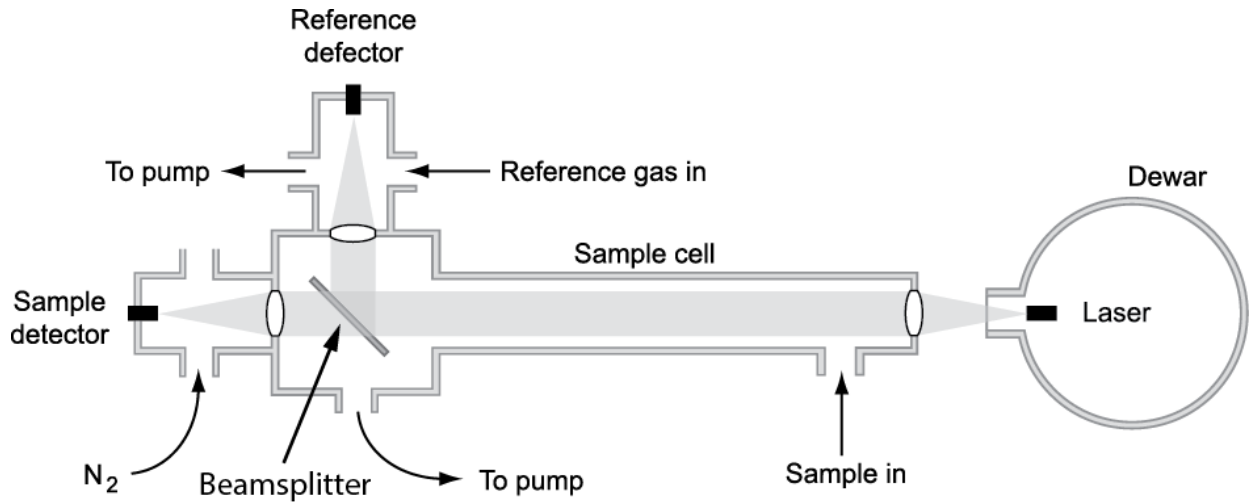 Reference
defector
To pump
Reference gas in
Dewar
Sample cell
Sample
detector
Laser
N₂
Beamsplitter
To pump
Sample in